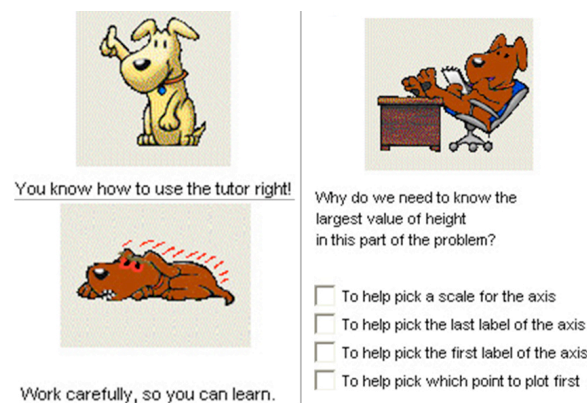 You know how to use the tutor right!
Work carefully, so you can learn.
Why do we need to know the
largest value of height
in this part of the problem?
To help pick a scale for the axis
To help pick the last label of the axis
To help pick the first label of the axis
To help pick which point to plot first